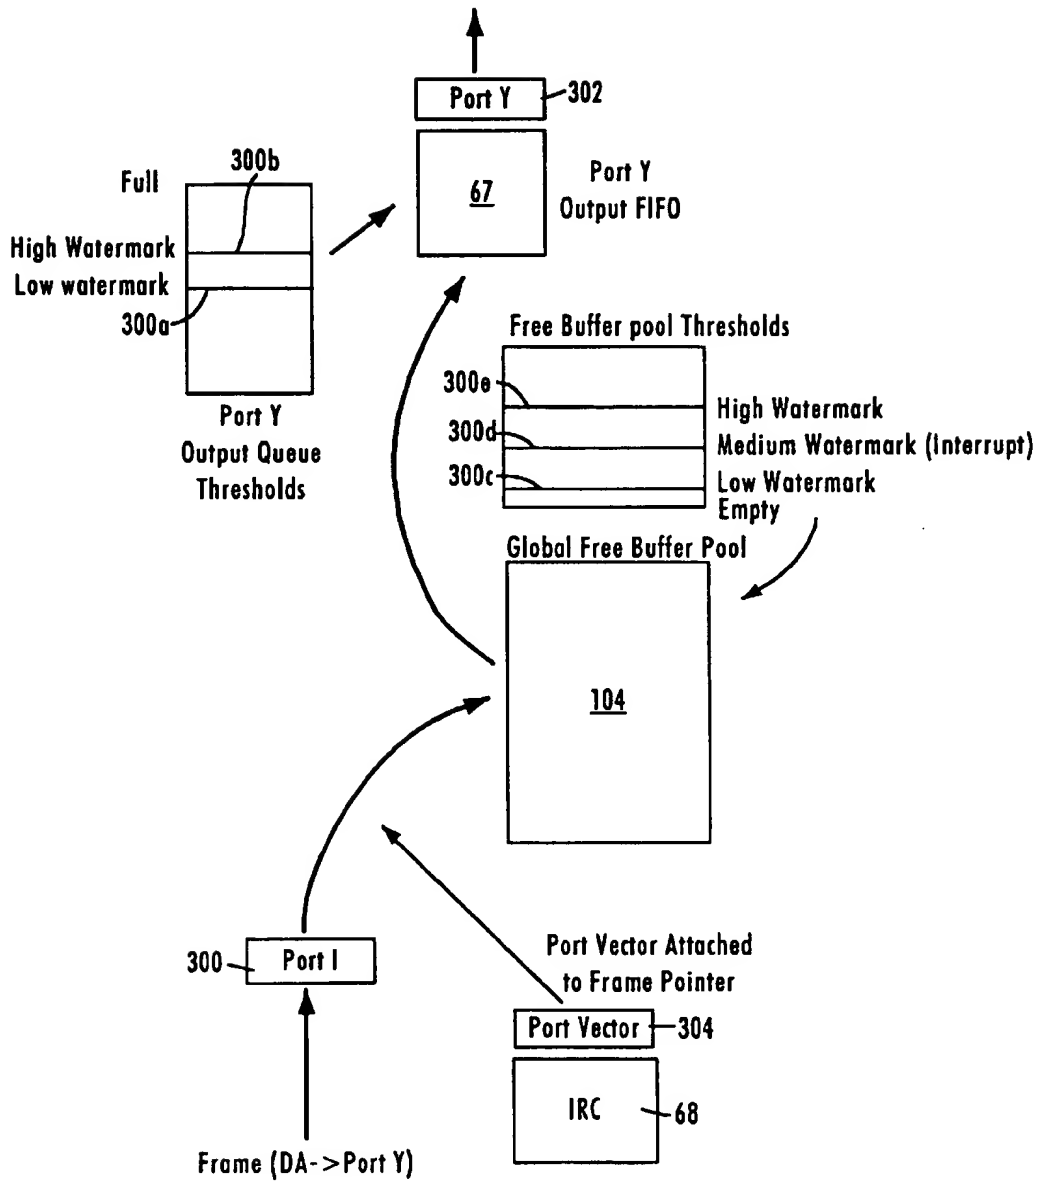 Port Y
302
67
Port Y
Output FIFO
Full
300b
High Watermark
Low watermark
300a
Port Y
Output Queue
Thresholds
Free Buffer pool Thresholds
300e
High Watermark
300d
Medium Watermark (Interrupt)
300c
Low Watermark
Empty
Global Free Buffer Pool
104
300
Port I
Port Vector Attached
to Frame Pointer
Port Vector
304
IRC
68
Frame (DA->Port Y)